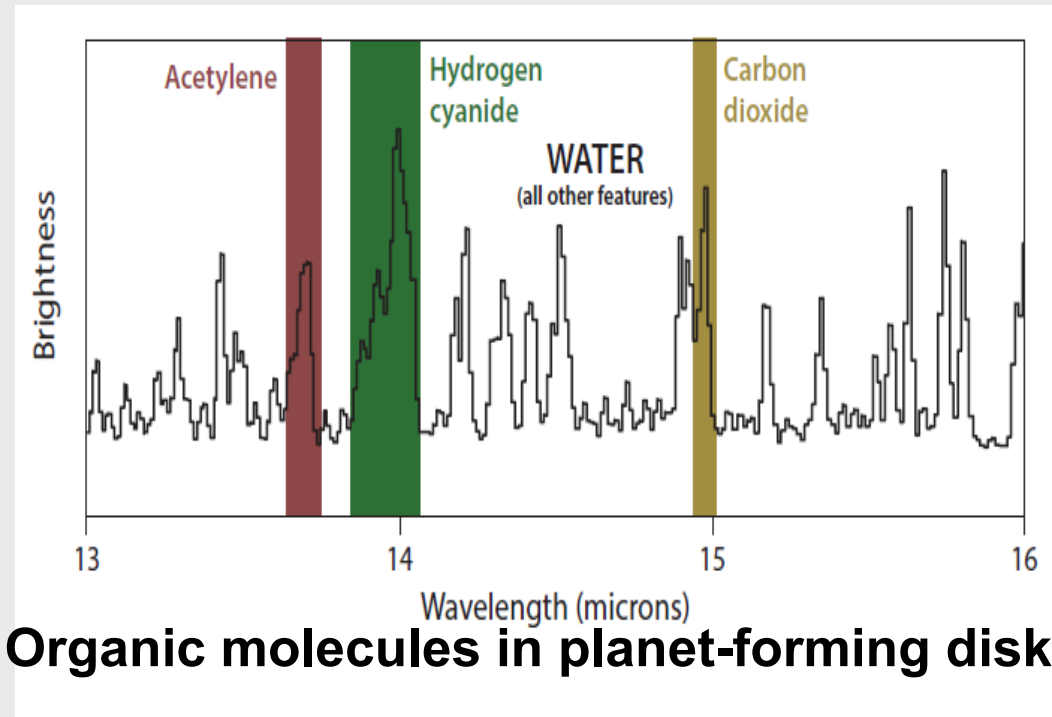 Acetylene
Hydrogen
cyanide
Carbon
dioxide
WATER
(all other features)
Brightness
13
14
15
16
Wavelength (microns)
Organic molecules in planet-forming disk